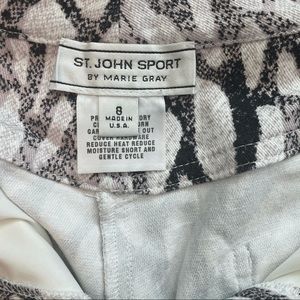 ST. JOHN SPORT
BY MARIE GRAY
8
MADE IN
U.S.A.
OUT
COVER HARDWARE
REDUCE HEAT REDUCE
MOISTURE SHORT AND
GENTLE CYCLE